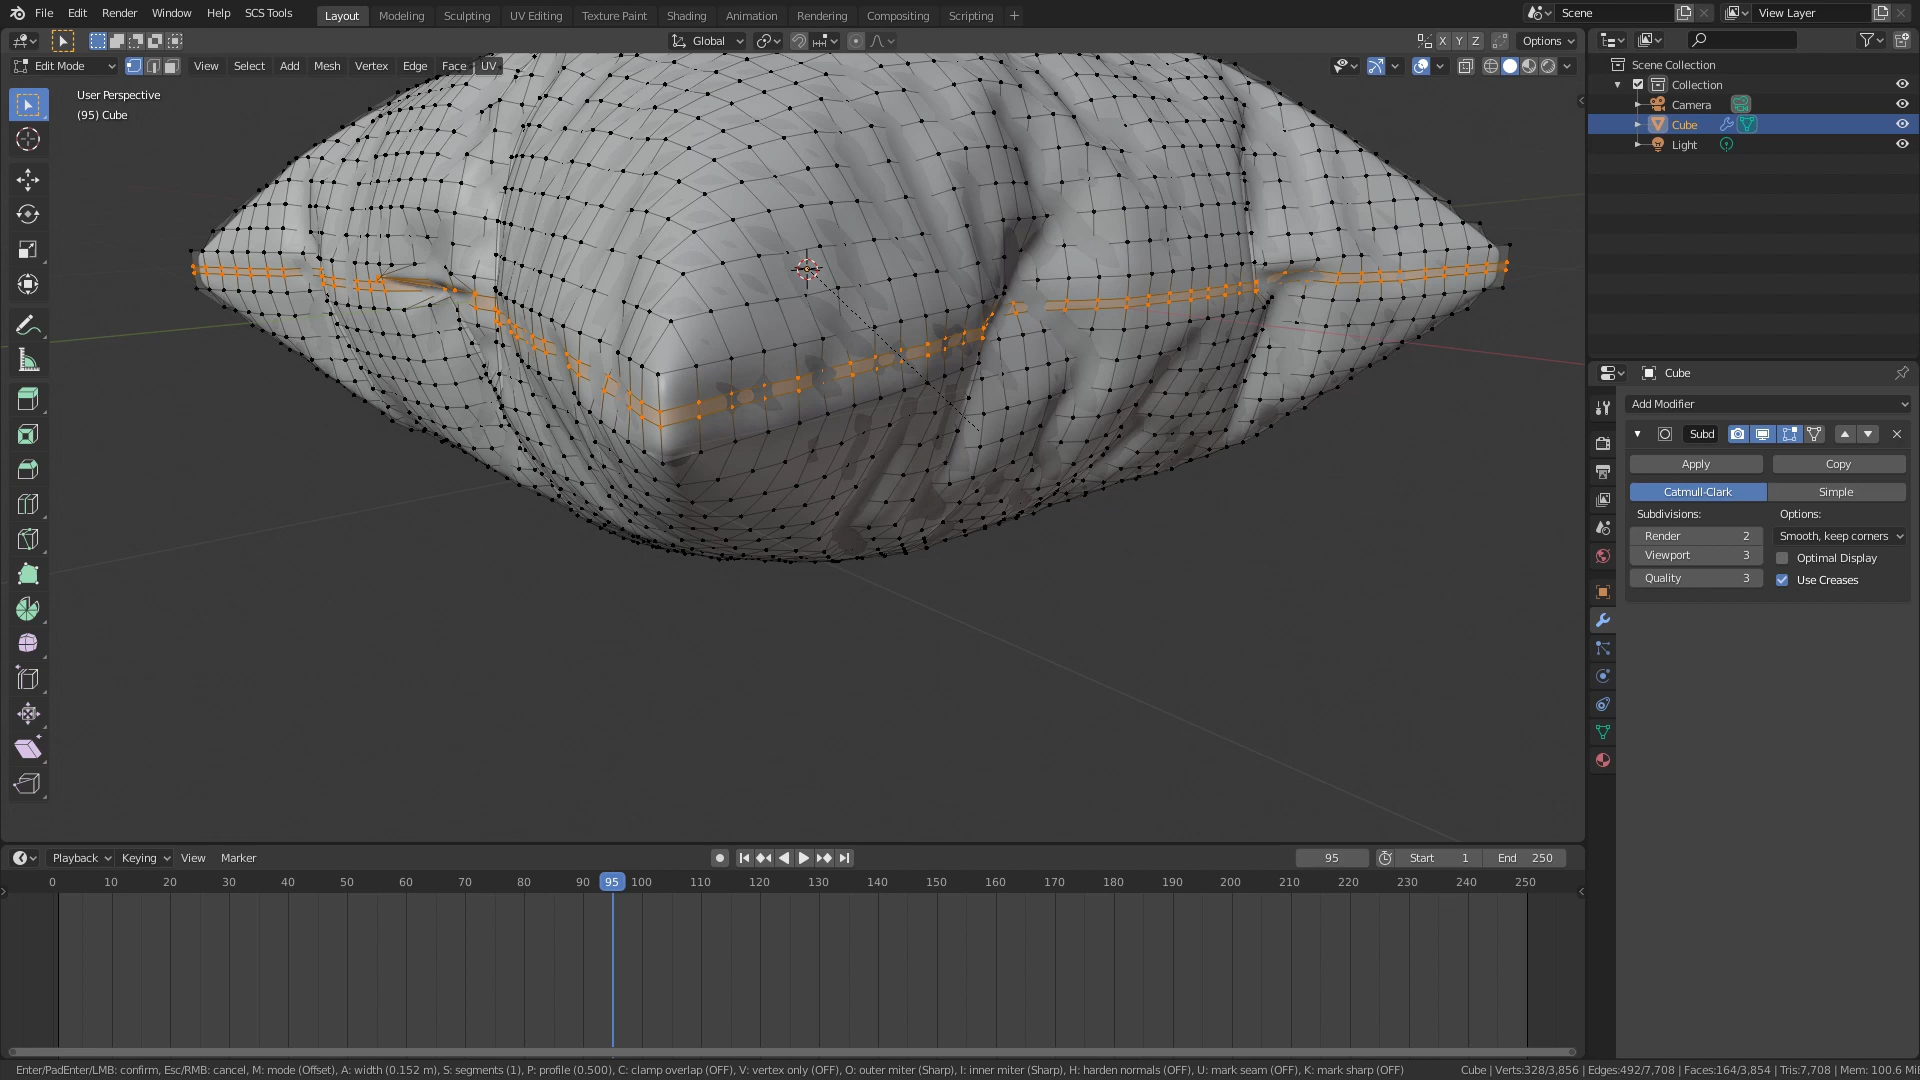 File Edit Render Window Help SCS Tools Layout Modeling Sculpting UV Editing Texture Paint Shading Animation Rendering Compositing Scripting + Scene View Layer
Global X Y Z Options
Edit Mode View Select Add Mesh Vertex Edge Face UV
User Perspective
(95) Cube
Scene Collection
Collection
Camera
Cube
Light
Cube
Add Modifier
Subd
Apply Copy
Catmull-Clark Simple
Subdivisions: Options:
Render 2 Smooth, keep corners
Viewport 3 Optimal Display
Quality 3 Use Creases
Playback Keying View Marker 95 Start 1 End 250
0 10 20 30 40 50 60 70 80 90 95 100 110 120 130 140 150 160 170 180 190 200 210 220 230 240 250
Enter/PadEnter/LMB: confirm, Esc/RMB: cancel, M: mode (Offset), A: width (0.152 m), S: segments (1), P: profile (0.500), C: clamp overlap (OFF), V: vertex only (OFF), O: outer miter (Sharp), I: inner miter (Sharp), H: harden normals (OFF), U: mark seam (OFF), K: mark sharp (OFF) Cube | Verts:328/3,856 | Edges:492/7,708 | Faces:164/3,854 | Tris:7,708 | Mem: 100.6 Mi